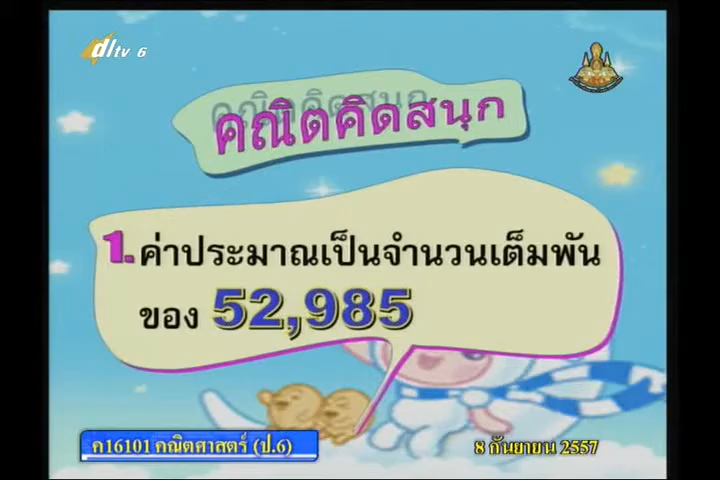 dltv 6
คณิตคิดสนุก
1. ค่าประมาณเป็นจำนวนเต็มพัน
ของ 52,985
ค16101 คณิตศาสตร์ (ป.6)
8 กันยายน 2557